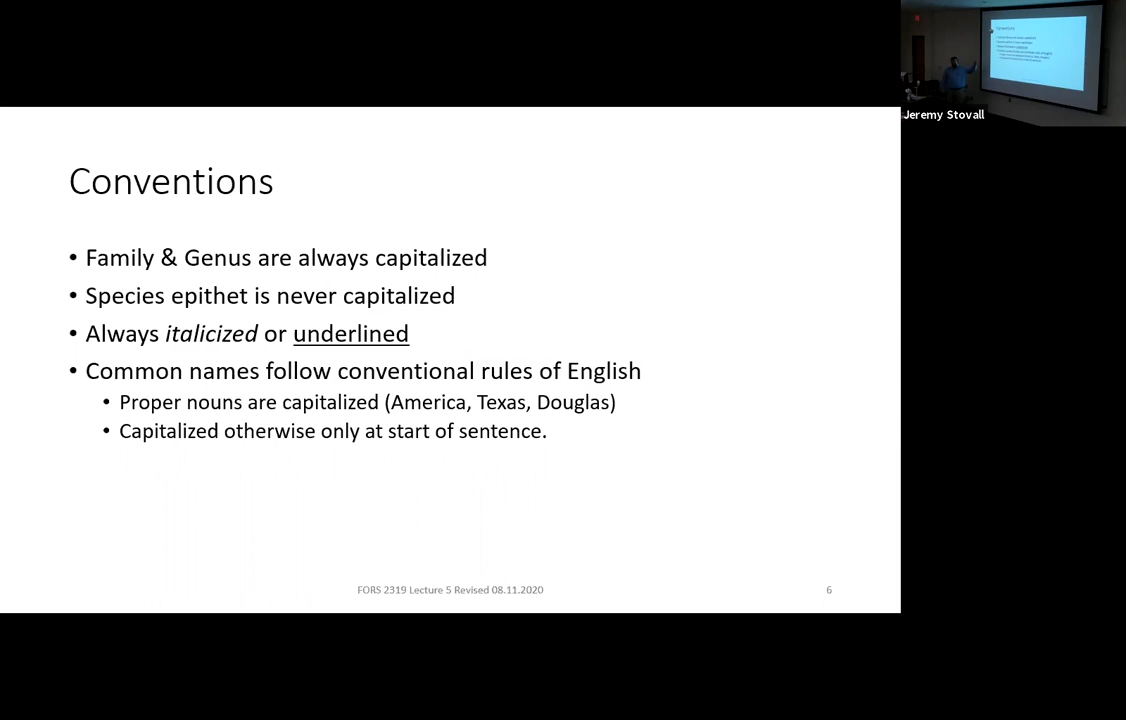 Jeremy Stovall
Conventions
• Family & Genus are always capitalized
• Species epithet is never capitalized
• Always italicized or underlined
• Common names follow conventional rules of English
• Proper nouns are capitalized (America, Texas, Douglas)
• Capitalized otherwise only at start of sentence.
FORS 2319 Lecture 5 Revised 08.11.2020
6